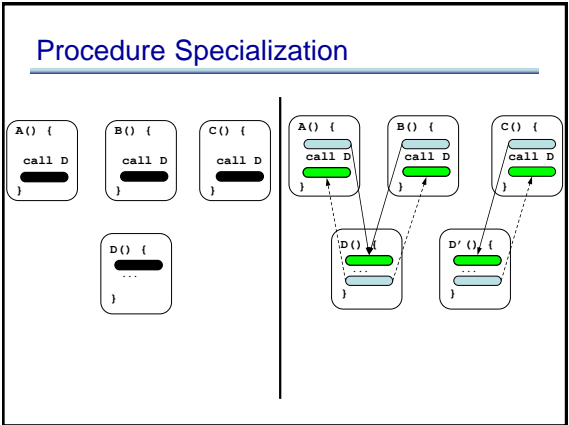 Procedure Specialization
A() {
call D
}
B() {
call D
}
C() {
call D
}
D() {
...
}
A() {
call D
}
B() {
call D
}
C() {
call D
}
D() {
...
}
D’() {
...
}